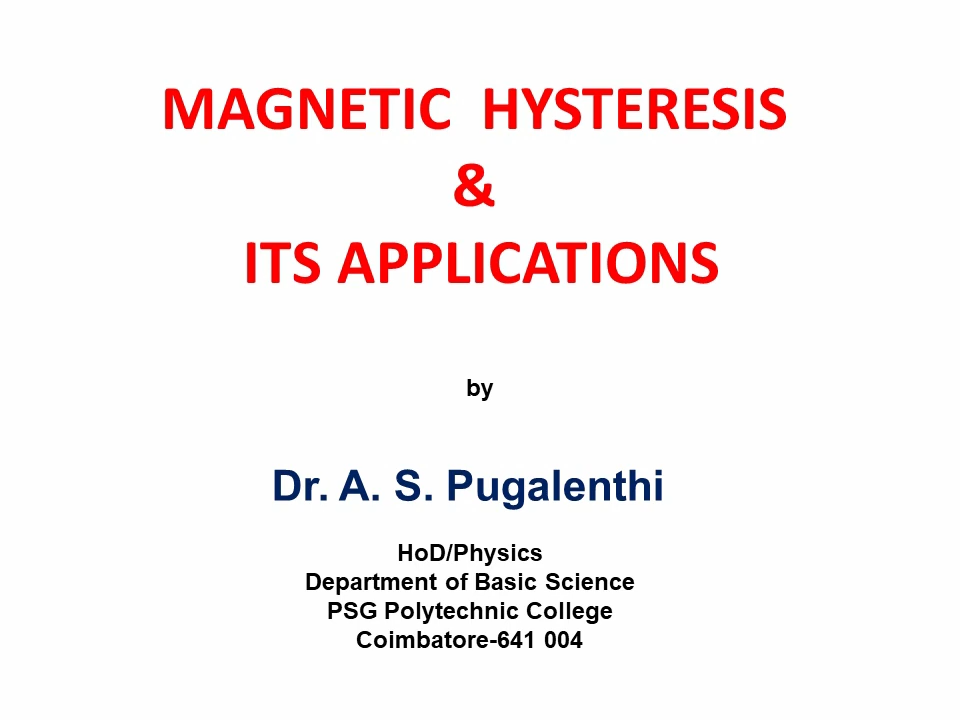 MAGNETIC HYSTERESIS
&
ITS APPLICATIONS
by
Dr. A. S. Pugalenthi
HoD/Physics
Department of Basic Science
PSG Polytechnic College
Coimbatore-641 004